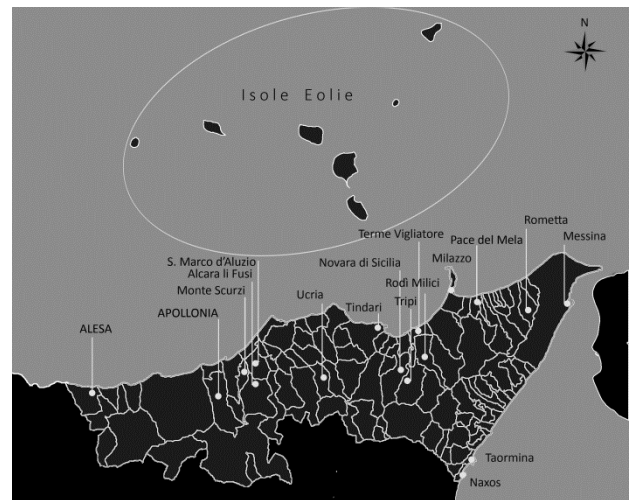 N
Isole Eolie
Rometta
Terme Vigliatore
Pace del Mela
Messina
S. Marco d'Aluzio
Novara di Sicilia
Milazzo
Alcara li Fusi
Rodì Milici
Monte Scurzi
Ucria
Tindari
Tripi
ALESA
APOLLONIA
Taormina
Naxos